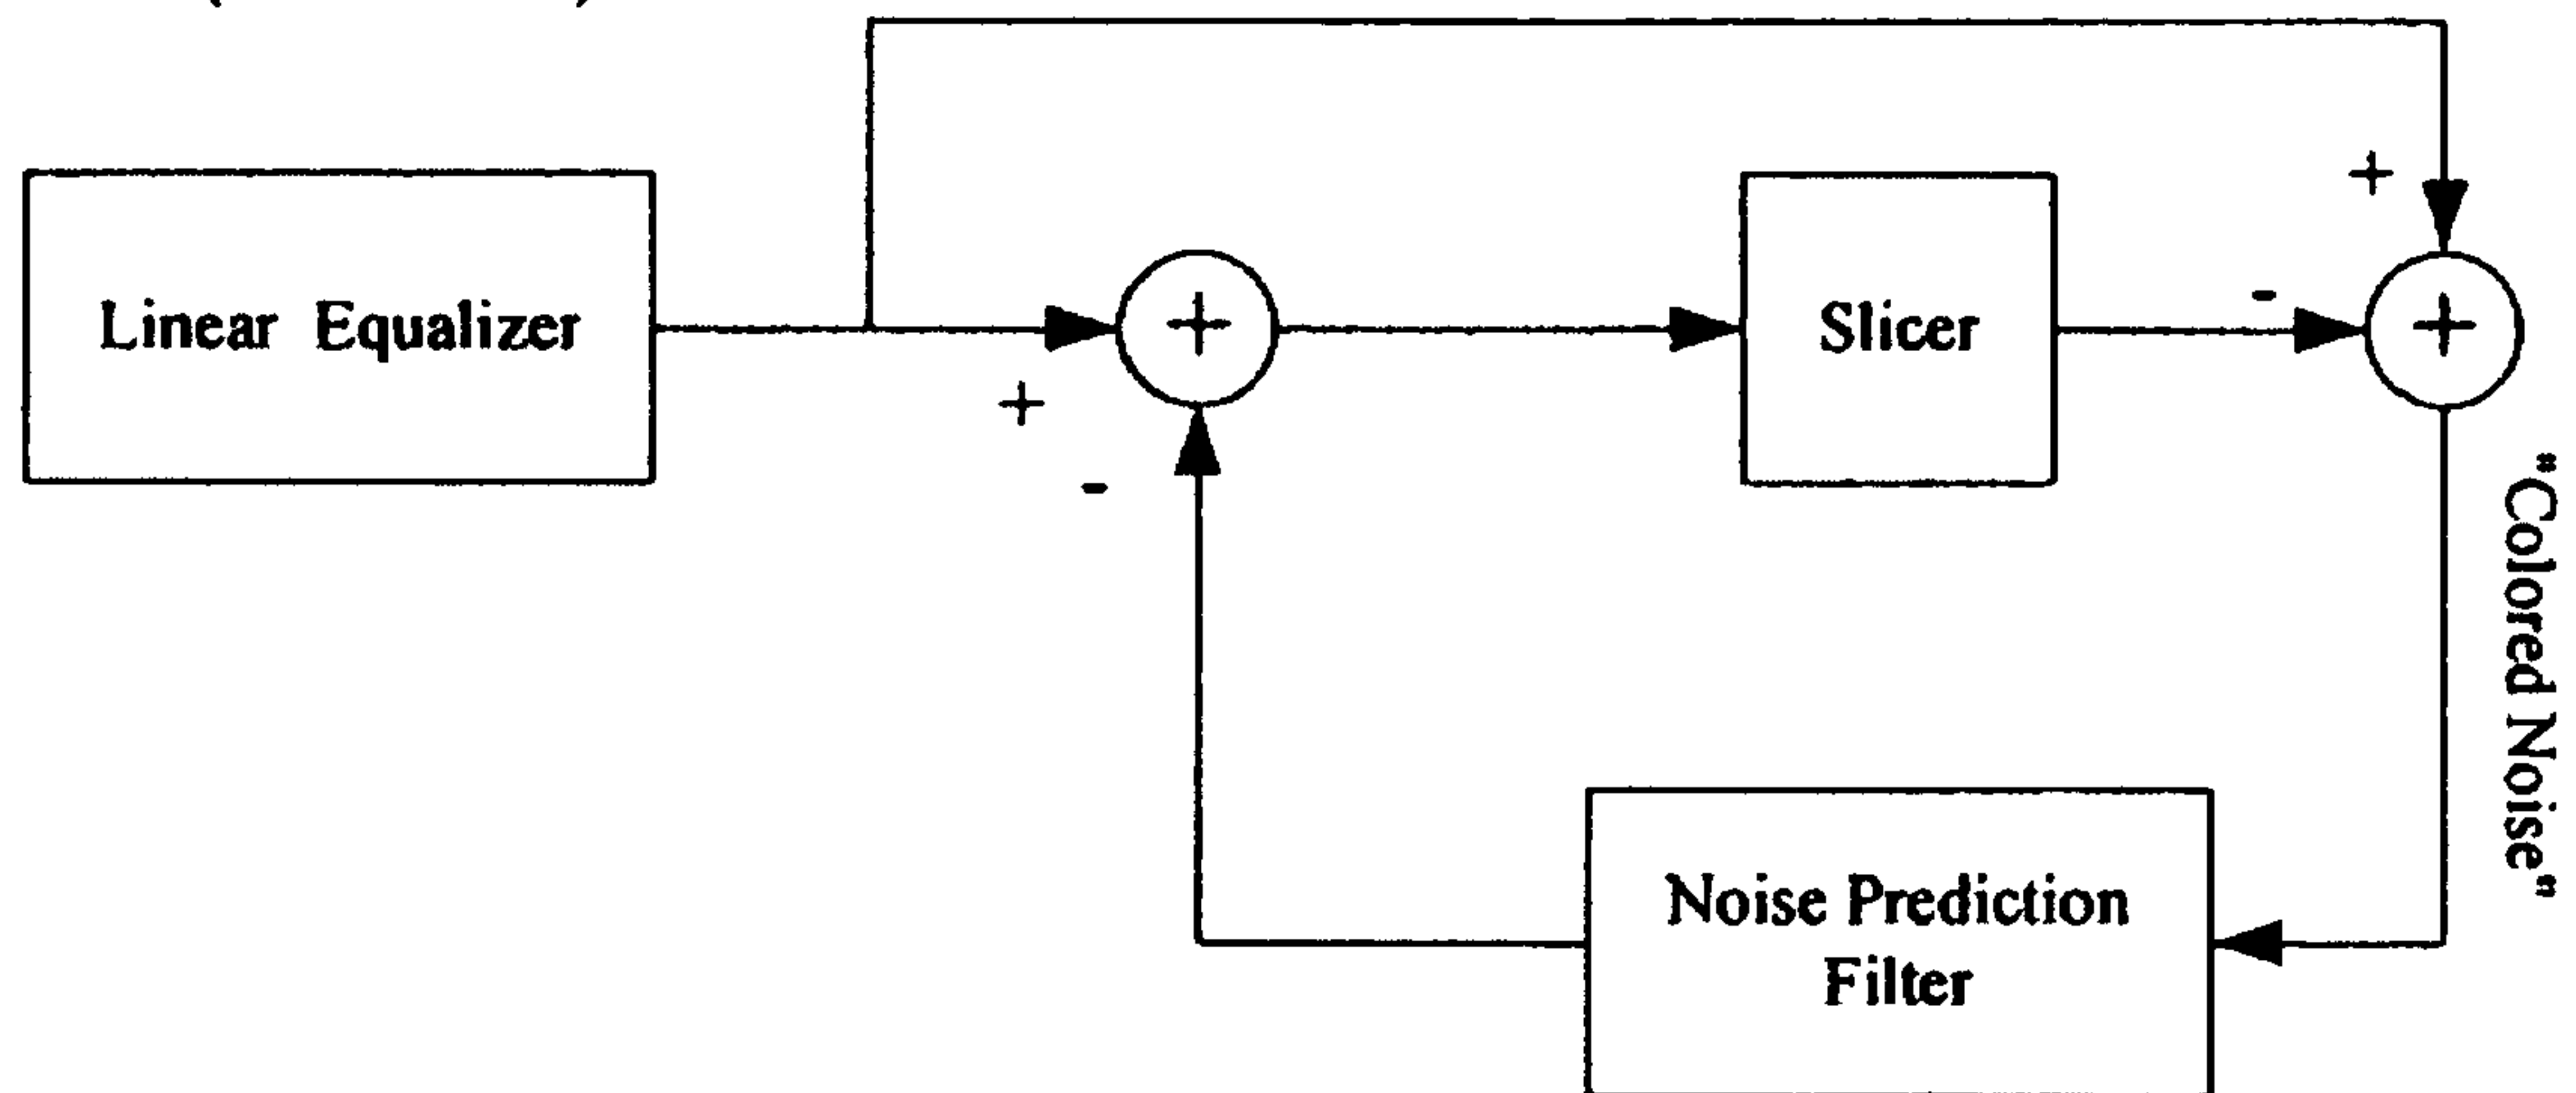 Linear Equalizer
+
-
+
Slicer
-
+
+
"Colored Noise"
Noise Prediction
Filter